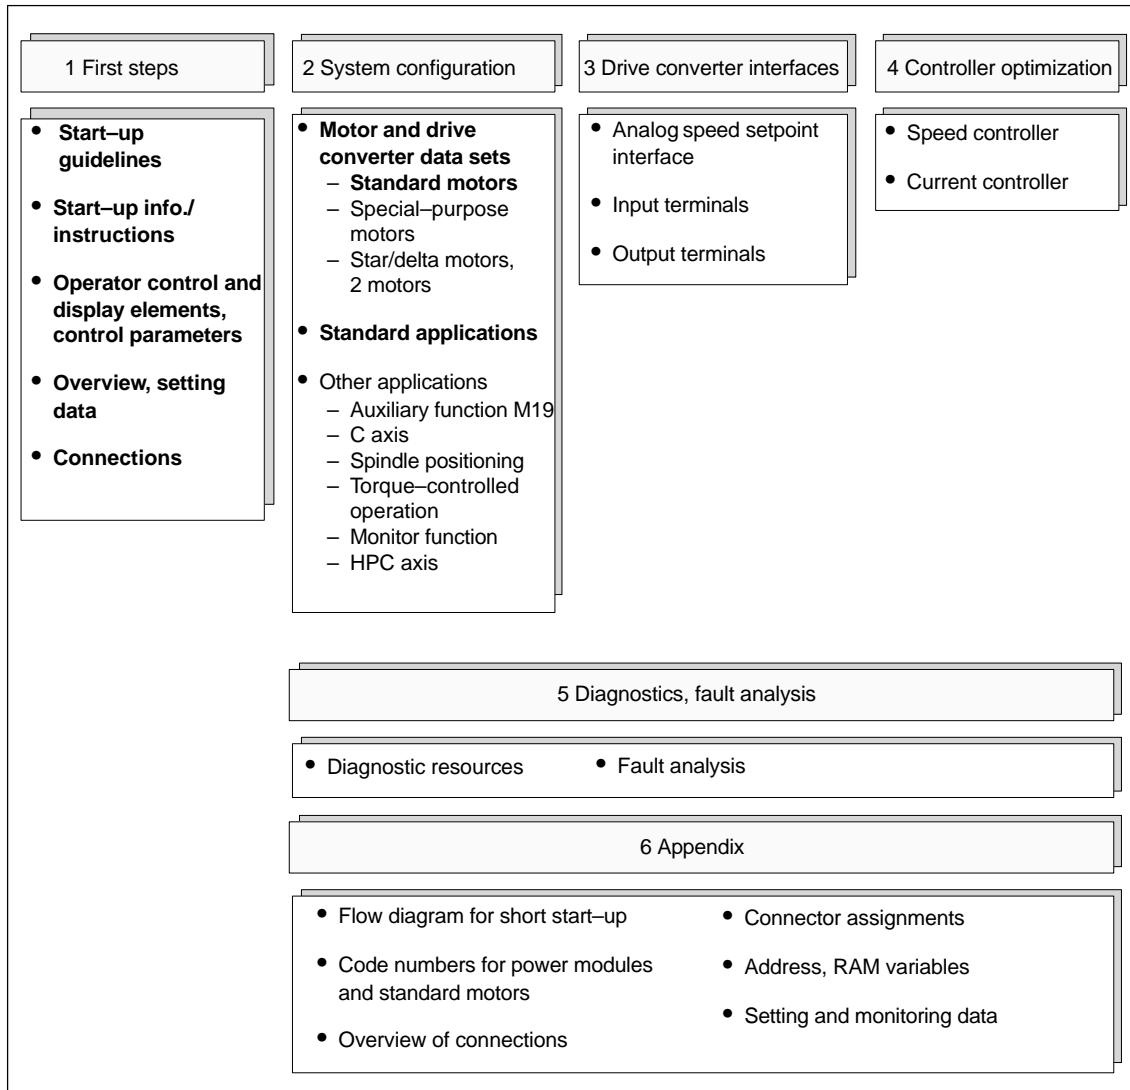 1 First steps
• Start–up
guidelines
• Start–up info./
instructions
• Operator control and
display elements,
control parameters
• Overview, setting
data
• Connections
2 System configuration
• Motor and drive
converter data sets
– Standard motors
– Special–purpose
motors
– Star/delta motors,
2 motors
• Standard applications
• Other applications
– Auxiliary function M19
– C axis
– Spindle positioning
– Torque–controlled
operation
– Monitor function
– HPC axis
3 Drive converter interfaces
• Analog speed setpoint
interface
• Input terminals
• Output terminals
4 Controller optimization
• Speed controller
• Current controller
5 Diagnostics, fault analysis
• Diagnostic resources
• Fault analysis
6 Appendix
• Flow diagram for short start–up
• Code numbers for power modules
and standard motors
• Overview of connections
• Connector assignments
• Address, RAM variables
• Setting and monitoring data